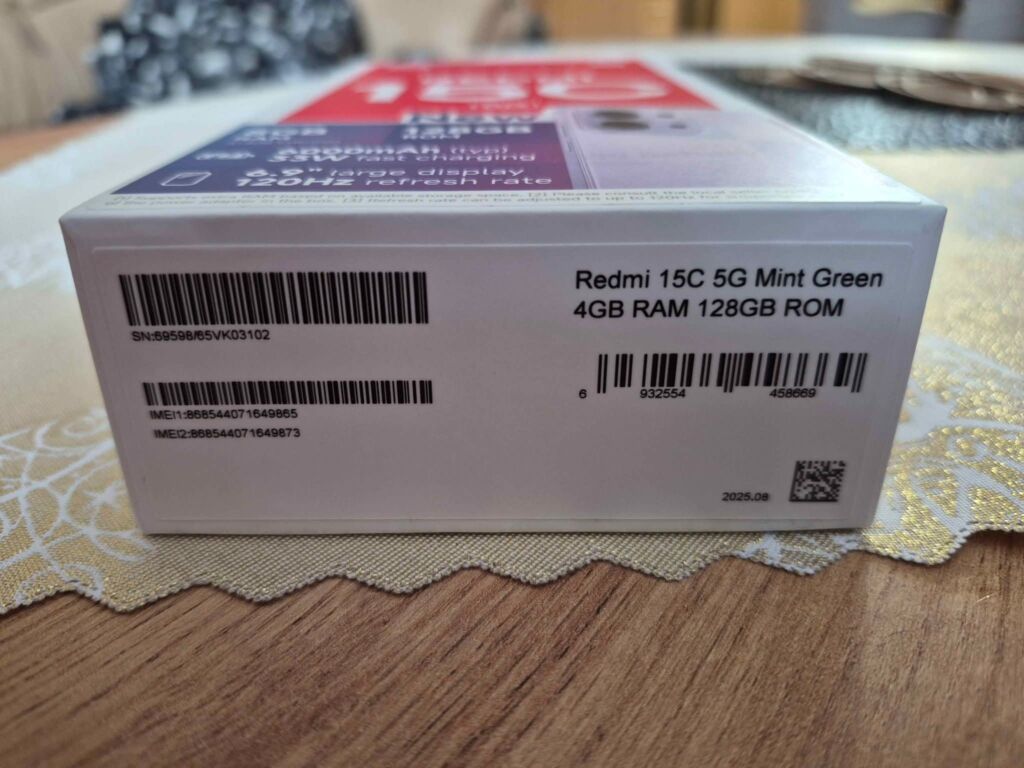 128GB
6000mAh (typ)
33W fast charging
6.9" large display
120Hz refresh rate
Redmi 15C 5G Mint Green
4GB RAM 128GB ROM
SN:69598/65VK03102
6 932554 458669
IMEI1:868544071649865
IMEI2:868544071649873
2025.08